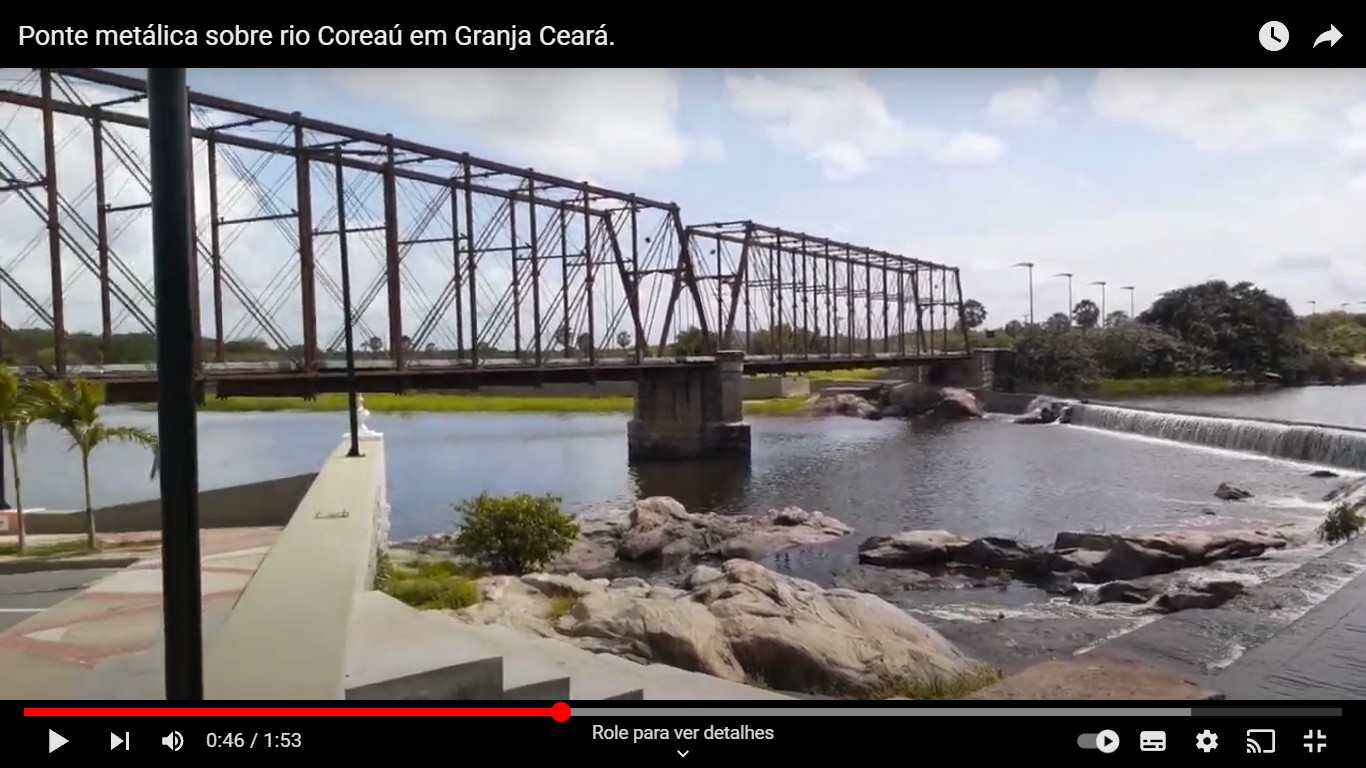 Ponte metálica sobre rio Coreaú em Granja Ceará.
0:46 / 1:53
Role para ver detalhes